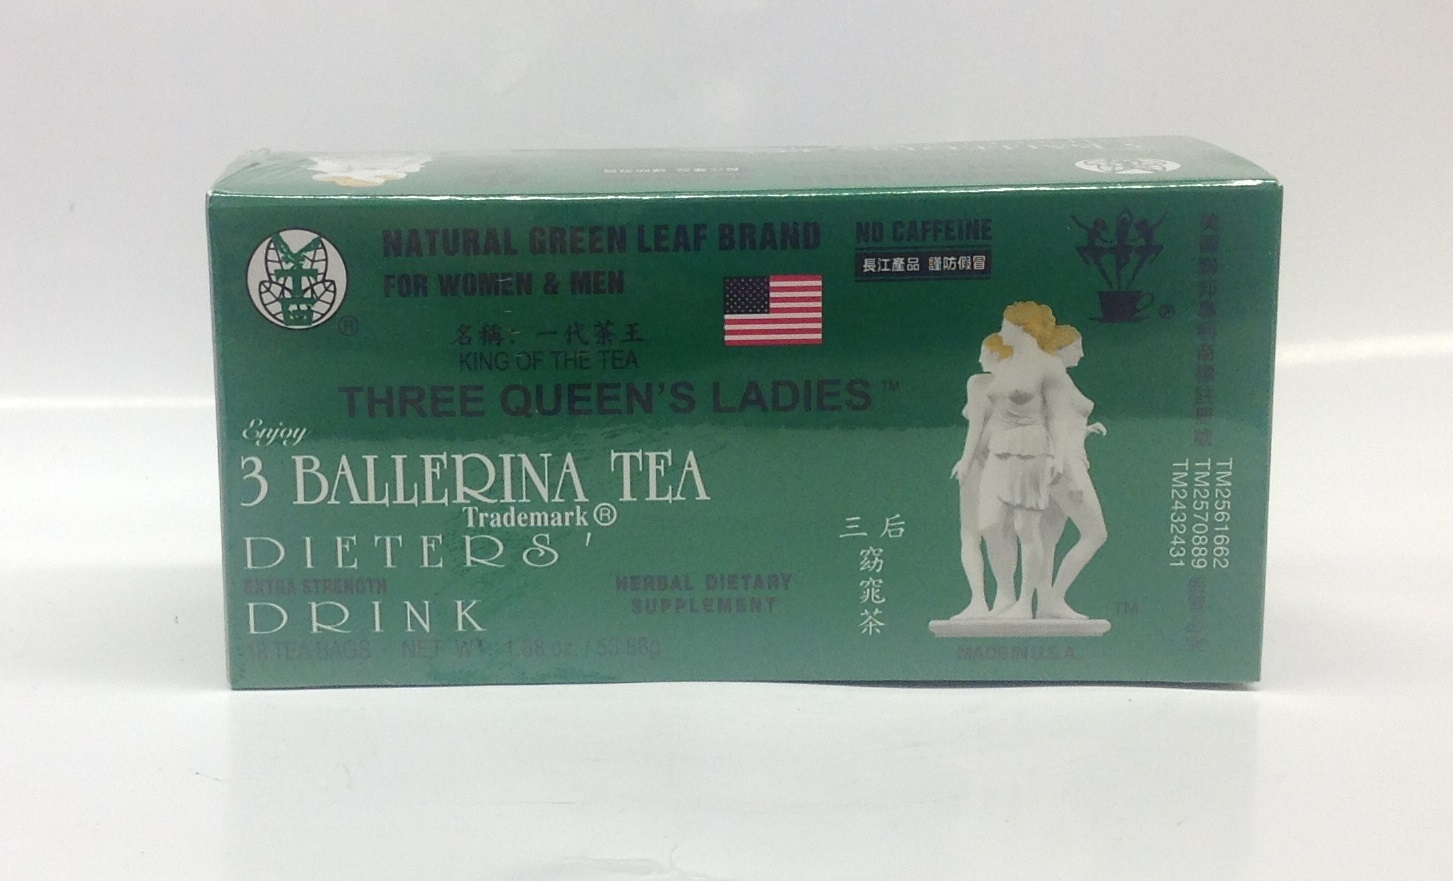 NATURAL GREEN LEAF BRAND
FOR WOMEN & MEN
NO CAFFEINE
長江產品 謹防假冒
®
®
名稱：一代茶王
KING OF THE TEA
THREE QUEEN'S LADIES™
Enjoy
3 BALLERINA TEA
Trademark®
DIETERS'
EXTRA STRENGTH
DRINK
HERBAL DIETARY
SUPPLEMENT
18 TEA BAGS NET WT. 1.88 oz. / 53.86g
三后
窈窕茶
TM
MADE IN U.S.A.
TM2561662
TM2570889
TM2432431